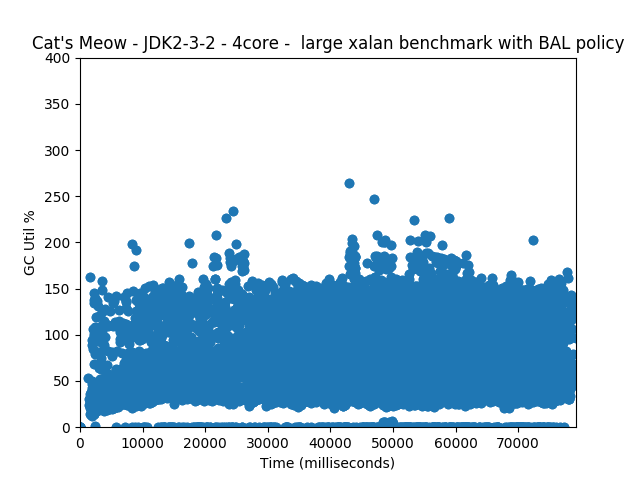 Cat's Meow - JDK2-3-2 - 4core -  large xalan benchmark with BAL policy
400
350
300
250
200
150
100
50
0
GC Util %
0 10000 20000 30000 40000 50000 60000 70000
Time (milliseconds)